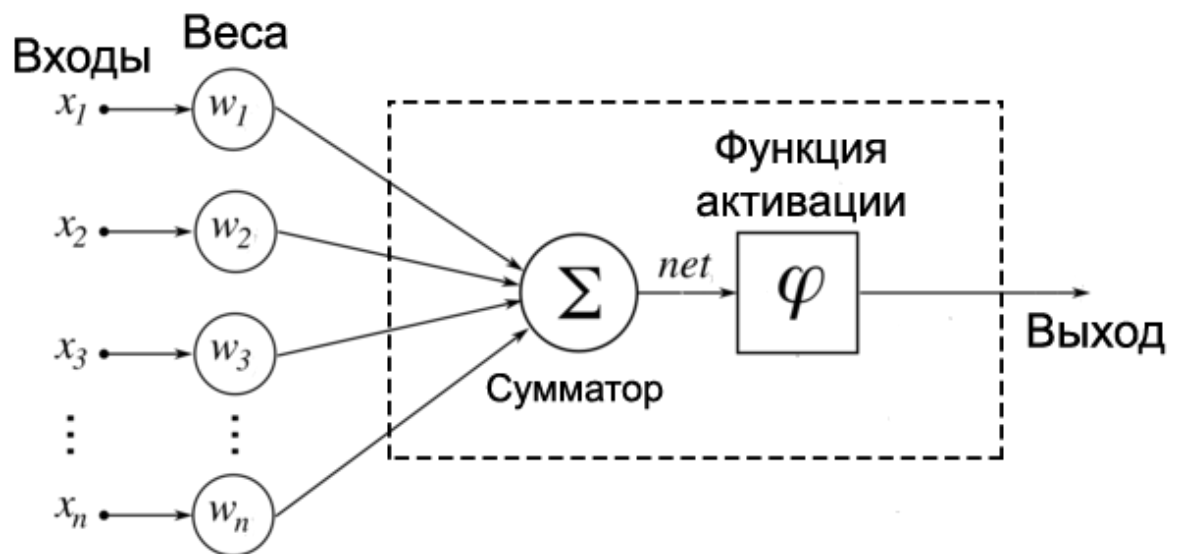 Входы
Веса
x1
w1
x2
w2
x3
w3
⋮
⋮
xn
wn
Σ
Сумматор
net
Функция
активации
φ
Выход